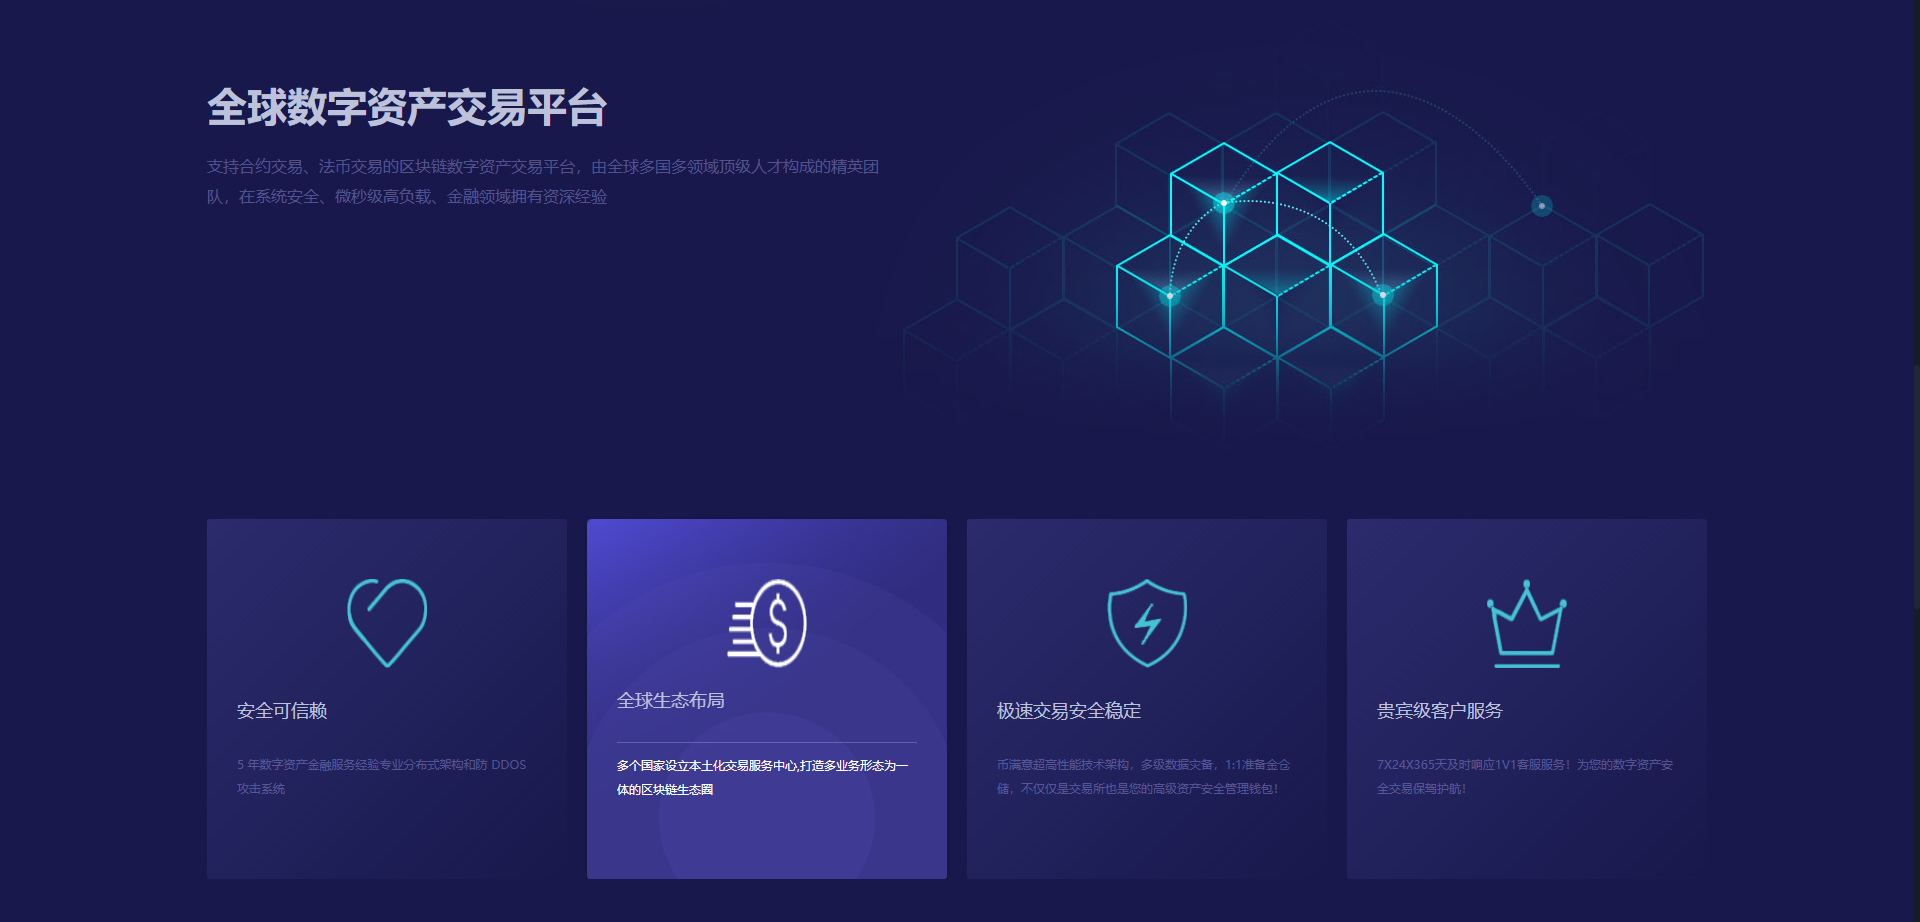 全球数字资产交易平台
支持合约交易、法币交易的区块链数字资产交易平台，由全球多国多领域顶级人才构成的精英团
队，在系统安全、微秒级高负载、金融领域拥有资深经验
安全可信赖
5 年数字资产金融服务经验专业分布式架构和防 DDOS
攻击系统
全球生态布局
多个国家设立本土化交易服务中心,打造多业务形态为一
体的区块链生态圈
极速交易安全稳定
币满意超高性能技术架构，多级数据灾备，1:1准备金仓
储，不仅仅是交易所也是您的高级资产安全管理钱包！
贵宾级客户服务
7X24X365天及时响应1V1客服服务！为您的数字资产安
全交易保驾护航！